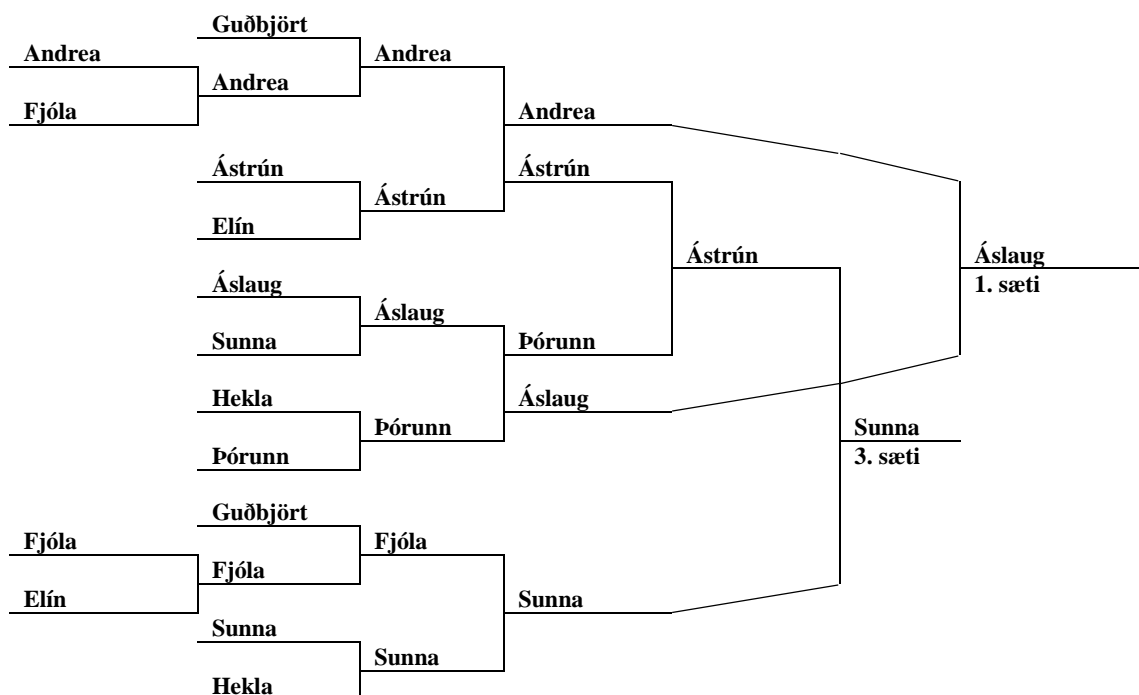 Guðbjört
Andrea
Andrea
Andrea
Fjóla
Andrea
Ástrún
Ástrún
Ástrún
Elín
Ástrún
Áslaug
1. sæti
Áslaug
Áslaug
Sunna
Þórunn
Hekla
Áslaug
Þórunn
Sunna
Þórunn
3. sæti
Guðbjört
Fjóla
Fjóla
Fjóla
Elín
Sunna
Sunna
Sunna
Hekla